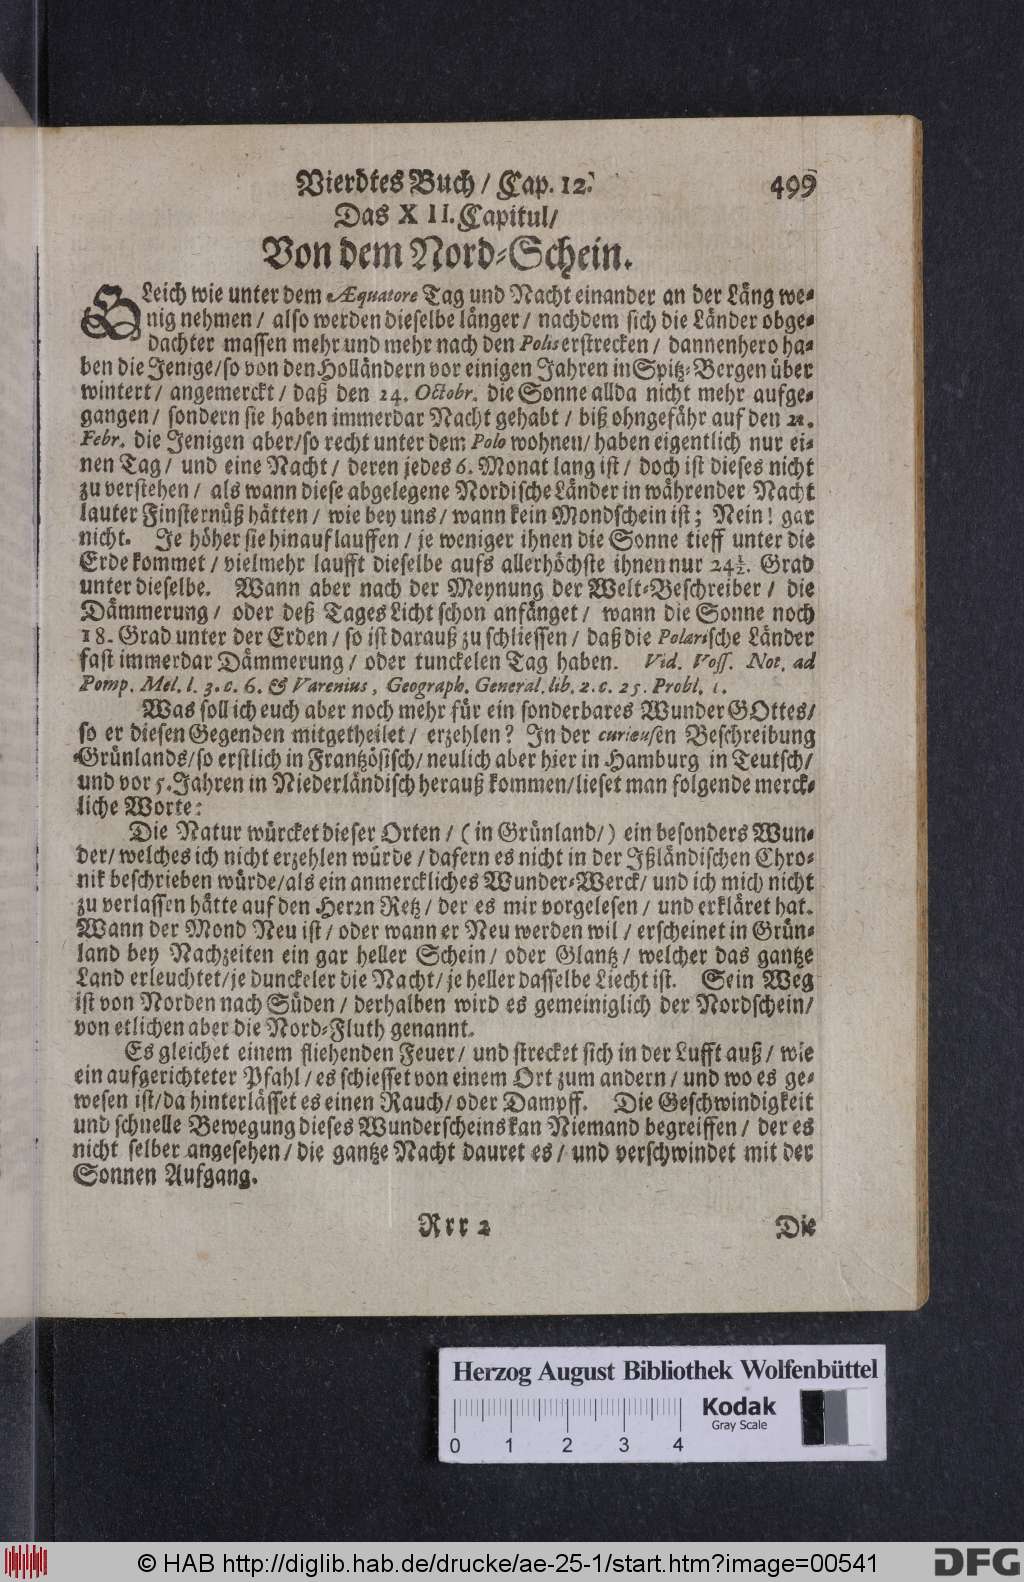 Vierdtes Buch / Cap. 12. 499
Das XII. Capitul /
Von dem Nord-Schein.
GLeich wie unter dem Æquatore Tag und Nacht einander an der Läng we-
nig nehmen / also werden dieselbe länger / nachdem sich die Länder obge-
dachter massen mehr und mehr nach den Polis erstrecken / dannenhero ha-
ben die Jenige / so von den Holländern vor einigen Jahren in Spitz-Bergen über
wintert / angemerckt / daß den 24. Octobr. die Sonne allda nicht mehr aufge-
gangen / sondern sie haben immerdar Nacht gehabt / biß ohngefähr auf den 21.
Febr. die Jenigen aber / so recht unter dem Polo wohnen / haben eigentlich nur ei-
nen Tag / und eine Nacht / deren jedes 6. Monat lang ist / doch ist dieses nicht
zu verstehen / als wann diese abgelegene Nordische Länder in währender Nacht
lauter Finsternüß hätten / wie bey uns / wann kein Mondschein ist; Nein! gar
nicht. Je höher sie hinauf lauffen / je weniger ihnen die Sonne tieff unter die
Erde kommet / vielmehr laufft dieselbe aufs allerhöchste ihnen nur 24½. Grad
unter dieselbe. Wann aber nach der Meynung der Welt-Beschreiber / die
Dämmerung / oder deß Tages Licht schon anfänget / wann die Sonne noch
18. Grad unter der Erden / so ist darauß zu schliessen / daß die Polarische Länder
fast immerdar Dämmerung / oder tunckelen Tag haben. Vid. Voss. Not. ad
Pomp. Mel. l. 3. c. 6. & Varenius, Geograph. General. lib. 2. c. 25. Probl. 1.
Was soll ich euch aber noch mehr für ein sonderbares Wunder GOttes /
so er diesen Gegenden mitgetheilet / erzehlen? In der curieusen Beschreibung
Grünlands / so erstlich in Frantzösisch / neulich aber hier in Hamburg in Teutsch /
und vor 5. Jahren in Niederländisch herauß kommen / lieset man folgende merck-
liche Worte:
Die Natur würcket dieser Orten / (in Grünland /) ein besonders Wun-
der / welches ich nicht erzehlen würde / dafern es nicht in der Ißländischen Chro-
nik beschrieben würde / als ein anmerckliches Wunder-Werck / und ich mich nicht
zu verlassen hätte auf den Herrn Retz / der es mir vorgelesen / und erkläret hat.
Wann der Mond Neu ist / oder wann er Neu werden wil / erscheinet in Grün-
land bey Nachzeiten ein gar heller Schein / oder Glantz / welcher das gantze
Land erleuchtet / je dunckeler die Nacht / je heller dasselbe Liecht ist. Sein Weg
ist von Norden nach Süden / derhalben wird es gemeiniglich der Nordschein /
von etlichen aber die Nord-Fluth genannt.
Es gleichet einem fliehenden Feuer / und strecket sich in der Lufft auß / wie
ein aufgerichteter Pfahl / es schiesset von einem Ort zum andern / und wo es ge-
wesen ist / da hinterlässet es einen Rauch / oder Dampff. Die Geschwindigkeit
und schnelle Bewegung dieses Wunderscheins kan Niemand begreiffen / der es
nicht selber angesehen / die gantze Nacht dauret es / und verschwindet mit der
Sonnen Aufgang.
Rrr 2 Die
Herzog August Bibliothek Wolfenbüttel
Kodak
Gray Scale
0 1 2 3 4
© HAB http://diglib.hab.de/drucke/ae-25-1/start.htm?image=00541
DFG